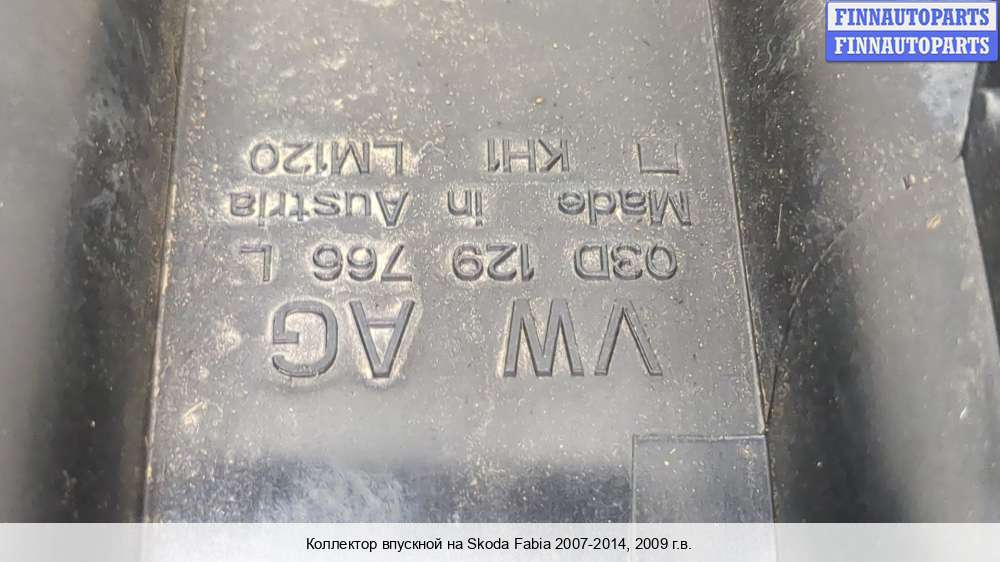 FINNAUTOPARTS
FINNAUTOPARTS
VW AG
03D 129 766 L
Made in Austria
KH1 LM120
Коллектор впускной на Skoda Fabia 2007-2014, 2009 г.в.